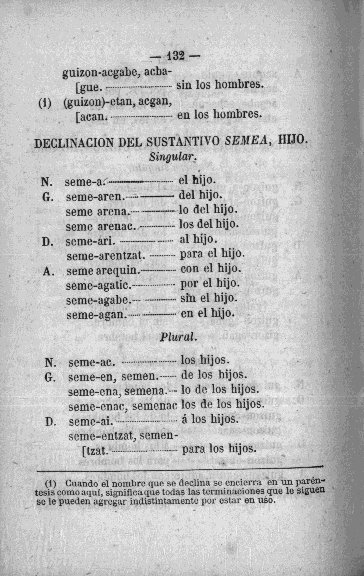 — 132 —
guizon-acgabe, acba-
[gue. sin los hombres.
(1) (guizon)-etan, acgan,
[acan. en los hombres.
DECLINACION DEL SUSTANTIVO SEMEA, HIJO.
Singular.
N. seme-a. el hijo.
G. seme-aren. del hijo.
seme arena. lo del hijo.
seme arenac. los del hijo.
D. seme-ari. al hijo.
seme-arentzat. para el hijo.
A. seme arequin. con el hijo.
seme-agatic. por el hijo.
seme-agabe. sin el hijo.
seme-agan. en el hijo.
Plural.
N. seme-ac. los hijos.
G. seme-en, semen. de los hijos.
seme-ena, semena. lo de los hijos.
seme-enac, semenac los de los hijos.
D. seme-ai. á los hijos.
seme-entzat, semen-
[tzat. para los hijos.
(1) Cuando el nombre que se declina se encierra en un parén-
tesis como aquí, significa que todas las terminaciones que le siguen
se le pueden agregar indistintamente por estar en uso.